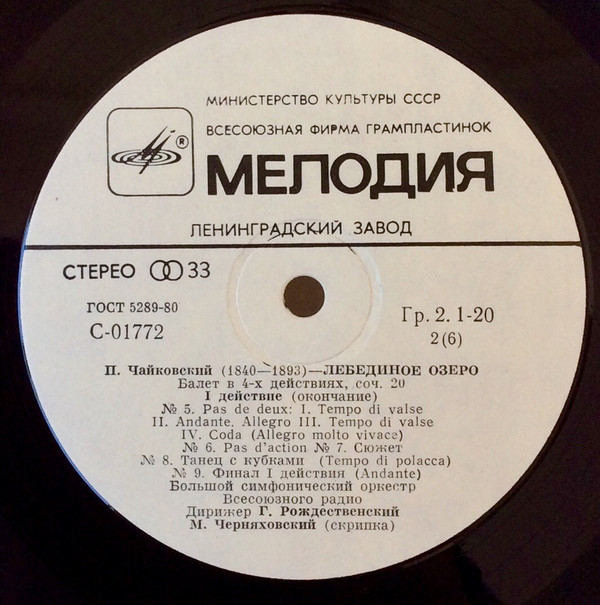 МИНИСТЕРСТВО КУЛЬТУРЫ СССР
ВСЕСОЮЗНАЯ ФИРМА ГРАМПЛАСТИНОК
®
МЕЛОДИЯ
ЛЕНИНГРАДСКИЙ ЗАВОД
СТЕРЕО 33
ГОСТ 5289-80
С-01772
Гр. 2. 1-20
2 (6)
П. Чайковский (1840—1893)—ЛЕБЕДИНОЕ ОЗЕРО
Балет в 4-х действиях, соч. 20
I действие (окончание)
№ 5. Pas de deux: I. Tempo di valse
II. Andante. Allegro III. Tempo di valse
IV. Coda (Allegro molto vivace)
№ 6. Pas d'action № 7. Сюжет
№ 8. Танец с кубками (Tempo di polacca)
№ 9. Финал I действия (Andante)
Большой симфонический оркестр
Всесоюзного радио
Дирижер Г. Рождественский
М. Черняховский (скрипка)